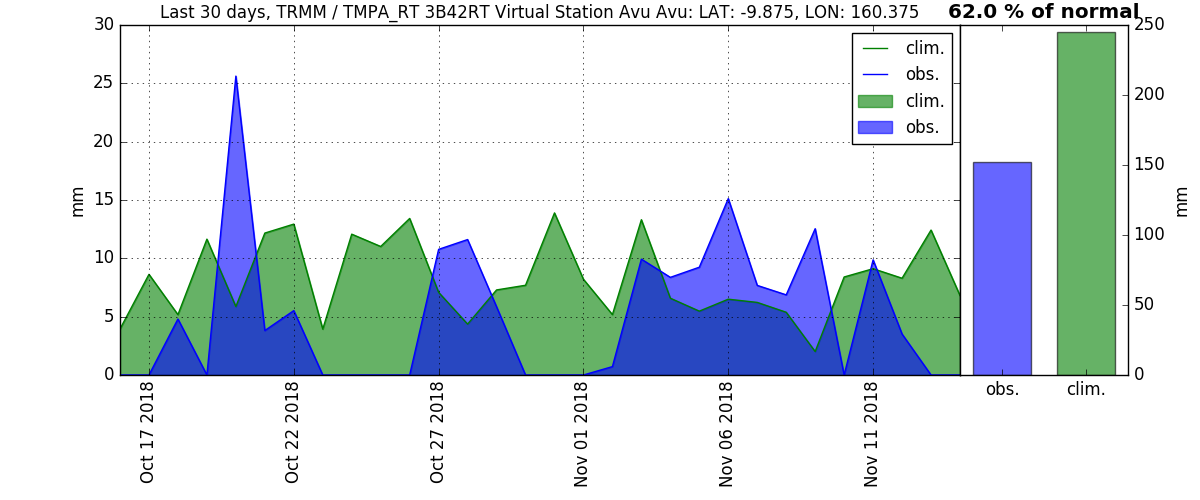 Last 30 days, TRMM / TMPA_RT 3B42RT Virtual Station Avu Avu: LAT: -9.875, LON: 160.375
62.0 % of normal
30
25
20
15
10
5
0
mm
clim.
obs.
clim.
obs.
Oct 17 2018
Oct 22 2018
Oct 27 2018
Nov 01 2018
Nov 06 2018
Nov 11 2018
250
200
150
100
50
0
mm
obs.
clim.